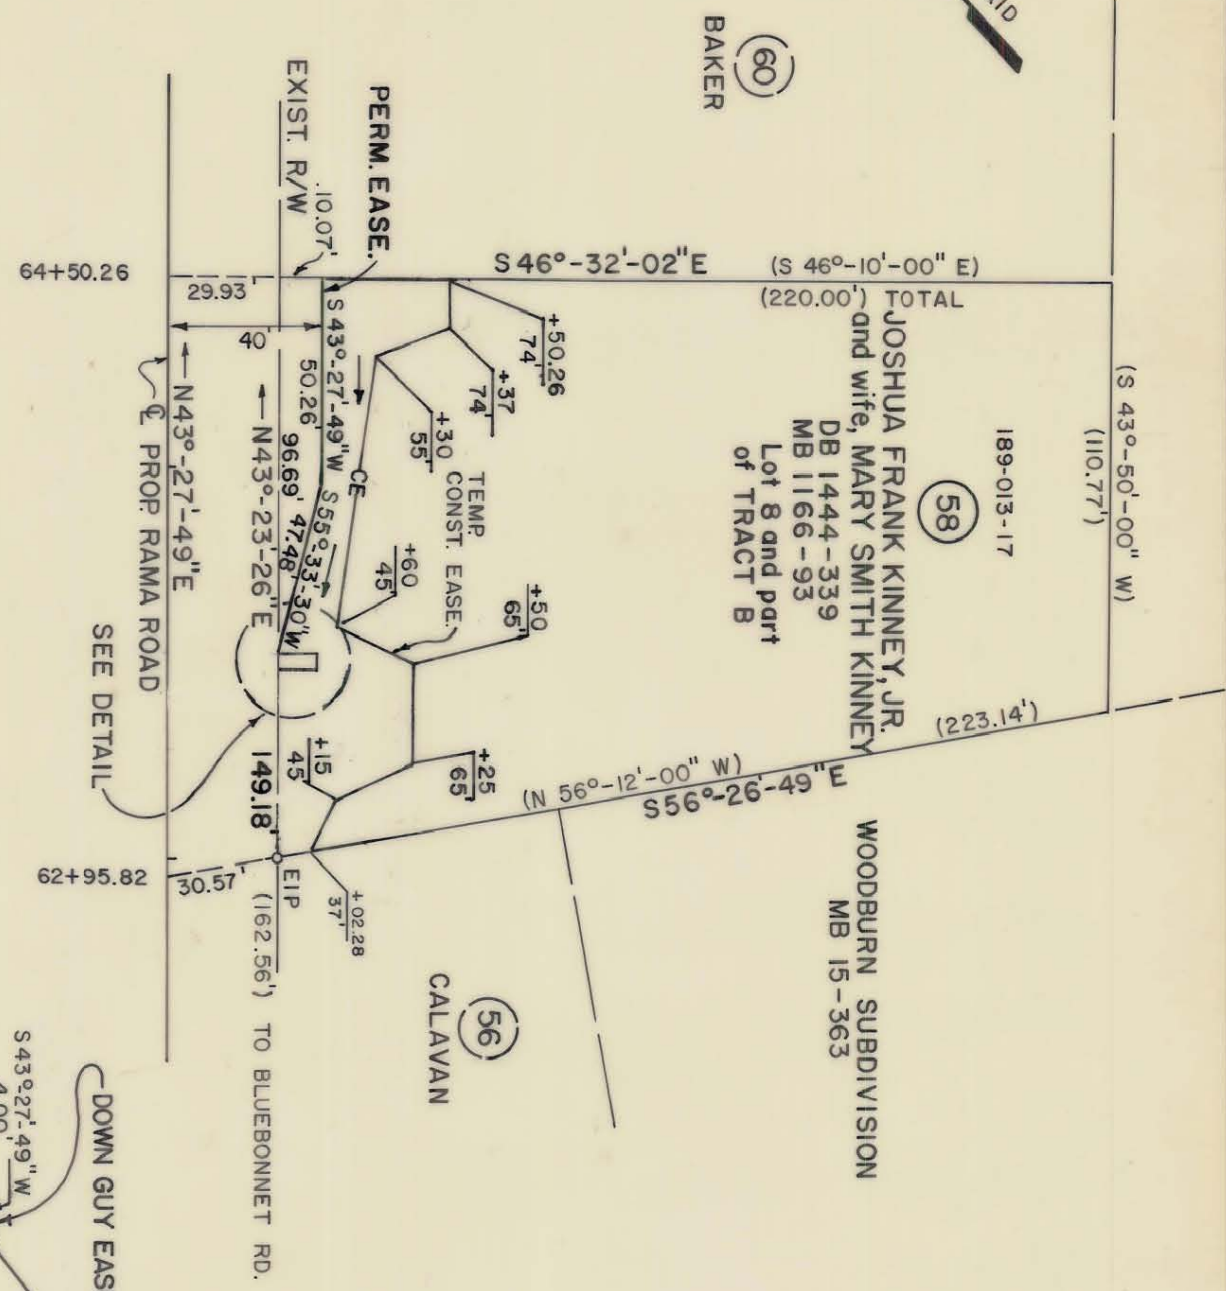 60
BAKER
PERM. EASE.
EXIST. R/W
10.07'
64+50.26
29.93'
40'
S 46°-32'-02" E
(S 46°-10'-00" E)
(220.00') TOTAL
(S 43°-50'-00" W)
(110.77')
189-013-17
58
JOSHUA FRANK KINNEY, JR.
and wife, MARY SMITH KINNEY
DB 1444-339
MB 1166-93
Lot 8 and part
of TRACT B
+50.26
74'
+37
74'
+30
55'
TEMP.
CONST. EASE.
CE
+60
45'
+50
65'
+25
65'
+15
45'
+02.28
37'
S 43°-27'-49" W
50.26'
S 55°-33'-30" W
47.48'
96.69'
N 43°-23'-26" E
N 43°-27'-49" E
℄ PROP. RAMA ROAD
SEE DETAIL
149.18'
EIP
62+95.82
30.57'
(162.56') TO BLUEBONNET RD.
(223.14')
(N 56°-12'-00" W)
S 56°-26'-49" E
WOODBURN SUBDIVISION
MB 15-363
56
CALAVAN
DOWN GUY EAS
S 43°-27'-49" W